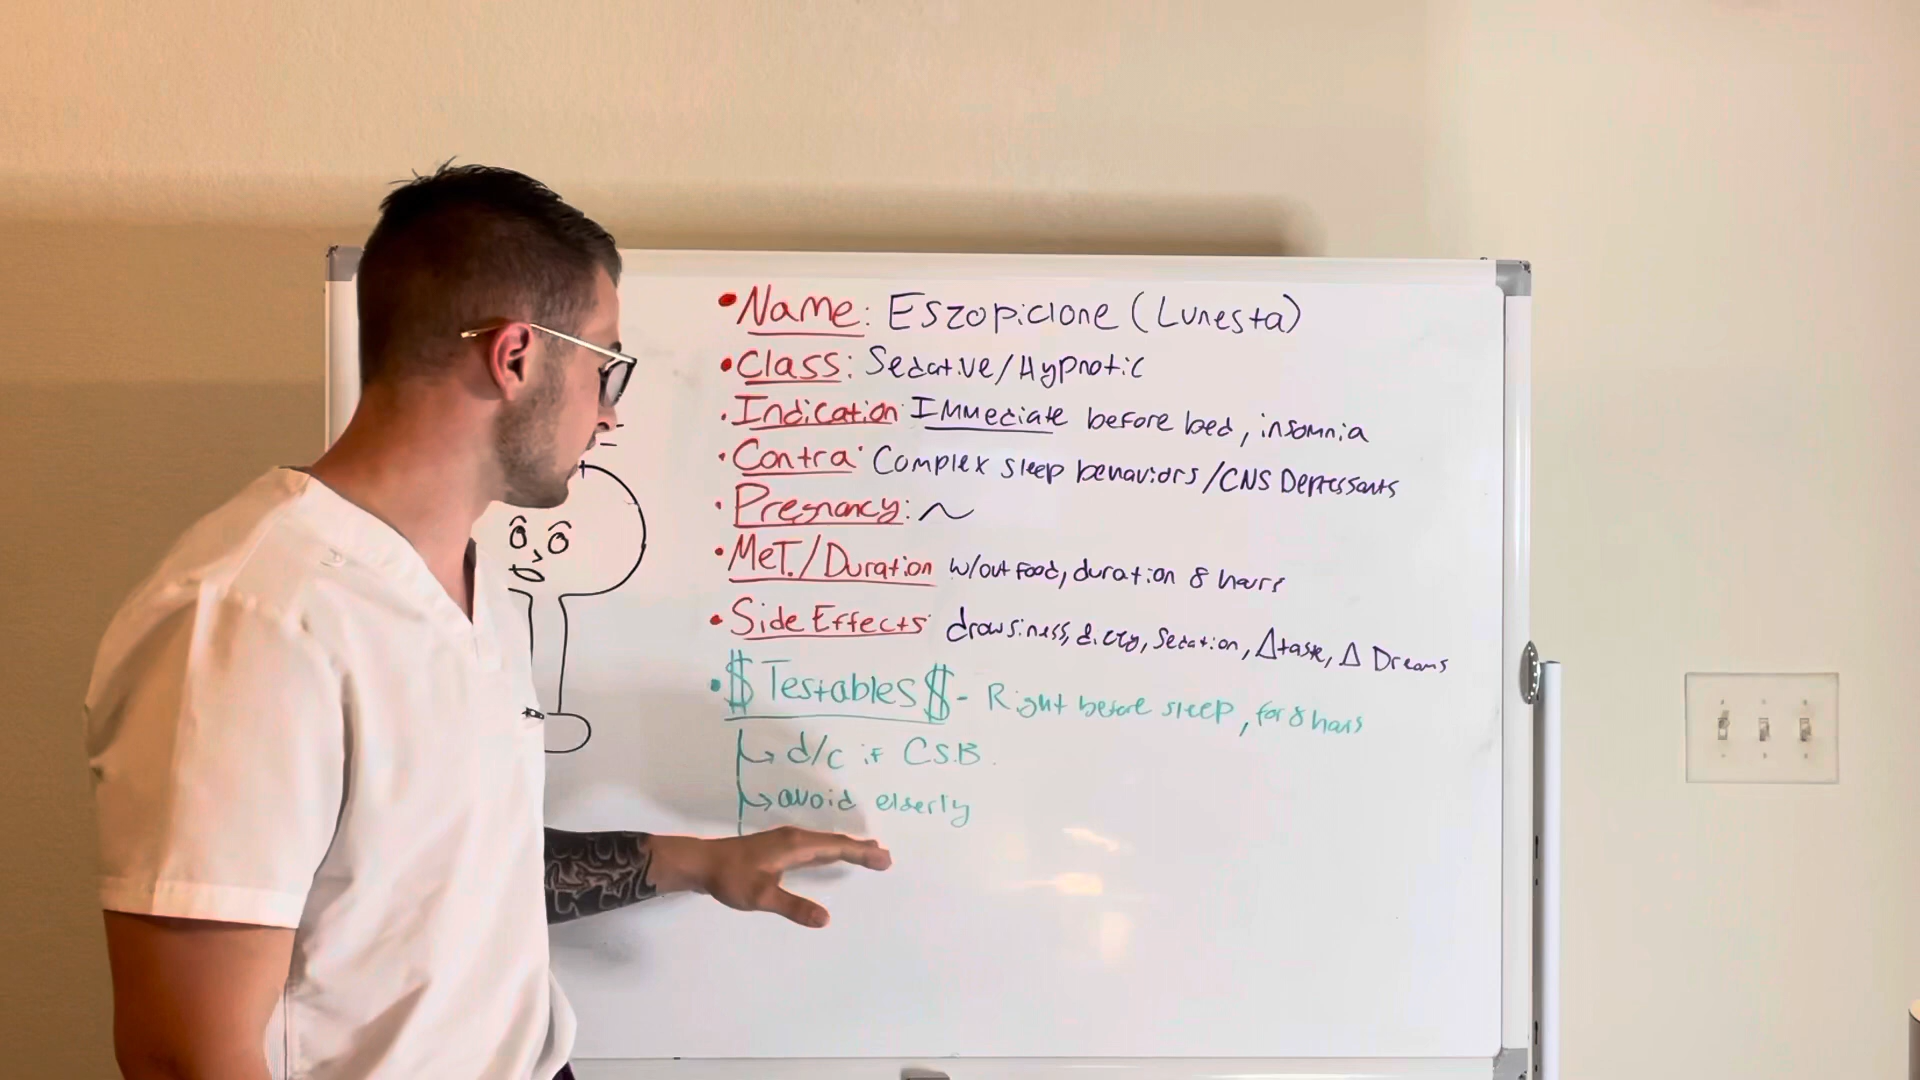 •Name: Eszopiclone (Lunesta)
•Class: Sedative/Hypnotic
•Indication: Immediate before bed, insomnia
•Contra: Complex sleep behaviors/CNS Depressants
•Pregnancy: ~
•Met./Duration w/out food, duration 8 hours
•Side Effects: drowsiness, dizzy, Sedation, Δtaste, Δ Dreams
•$ Testables $ - Right before sleep, for 8 hours
↳ d/c if C.S.B.
↳ avoid elderly